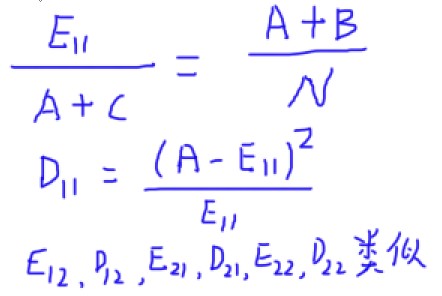 E₁₁/(A+C) = (A+B)/N
D₁₁ = (A-E₁₁)²/E₁₁
E₁₂, D₁₂, E₂₁, D₂₁, E₂₂, D₂₂ 类似